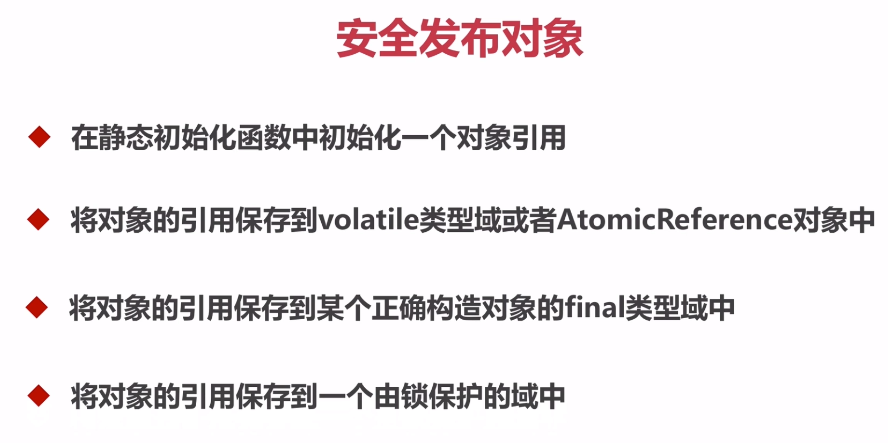 安全发布对象
在静态初始化函数中初始化一个对象引用
将对象的引用保存到volatile类型域或者AtomicReference对象中
将对象的引用保存到某个正确构造对象的final类型域中
将对象的引用保存到一个由锁保护的域中